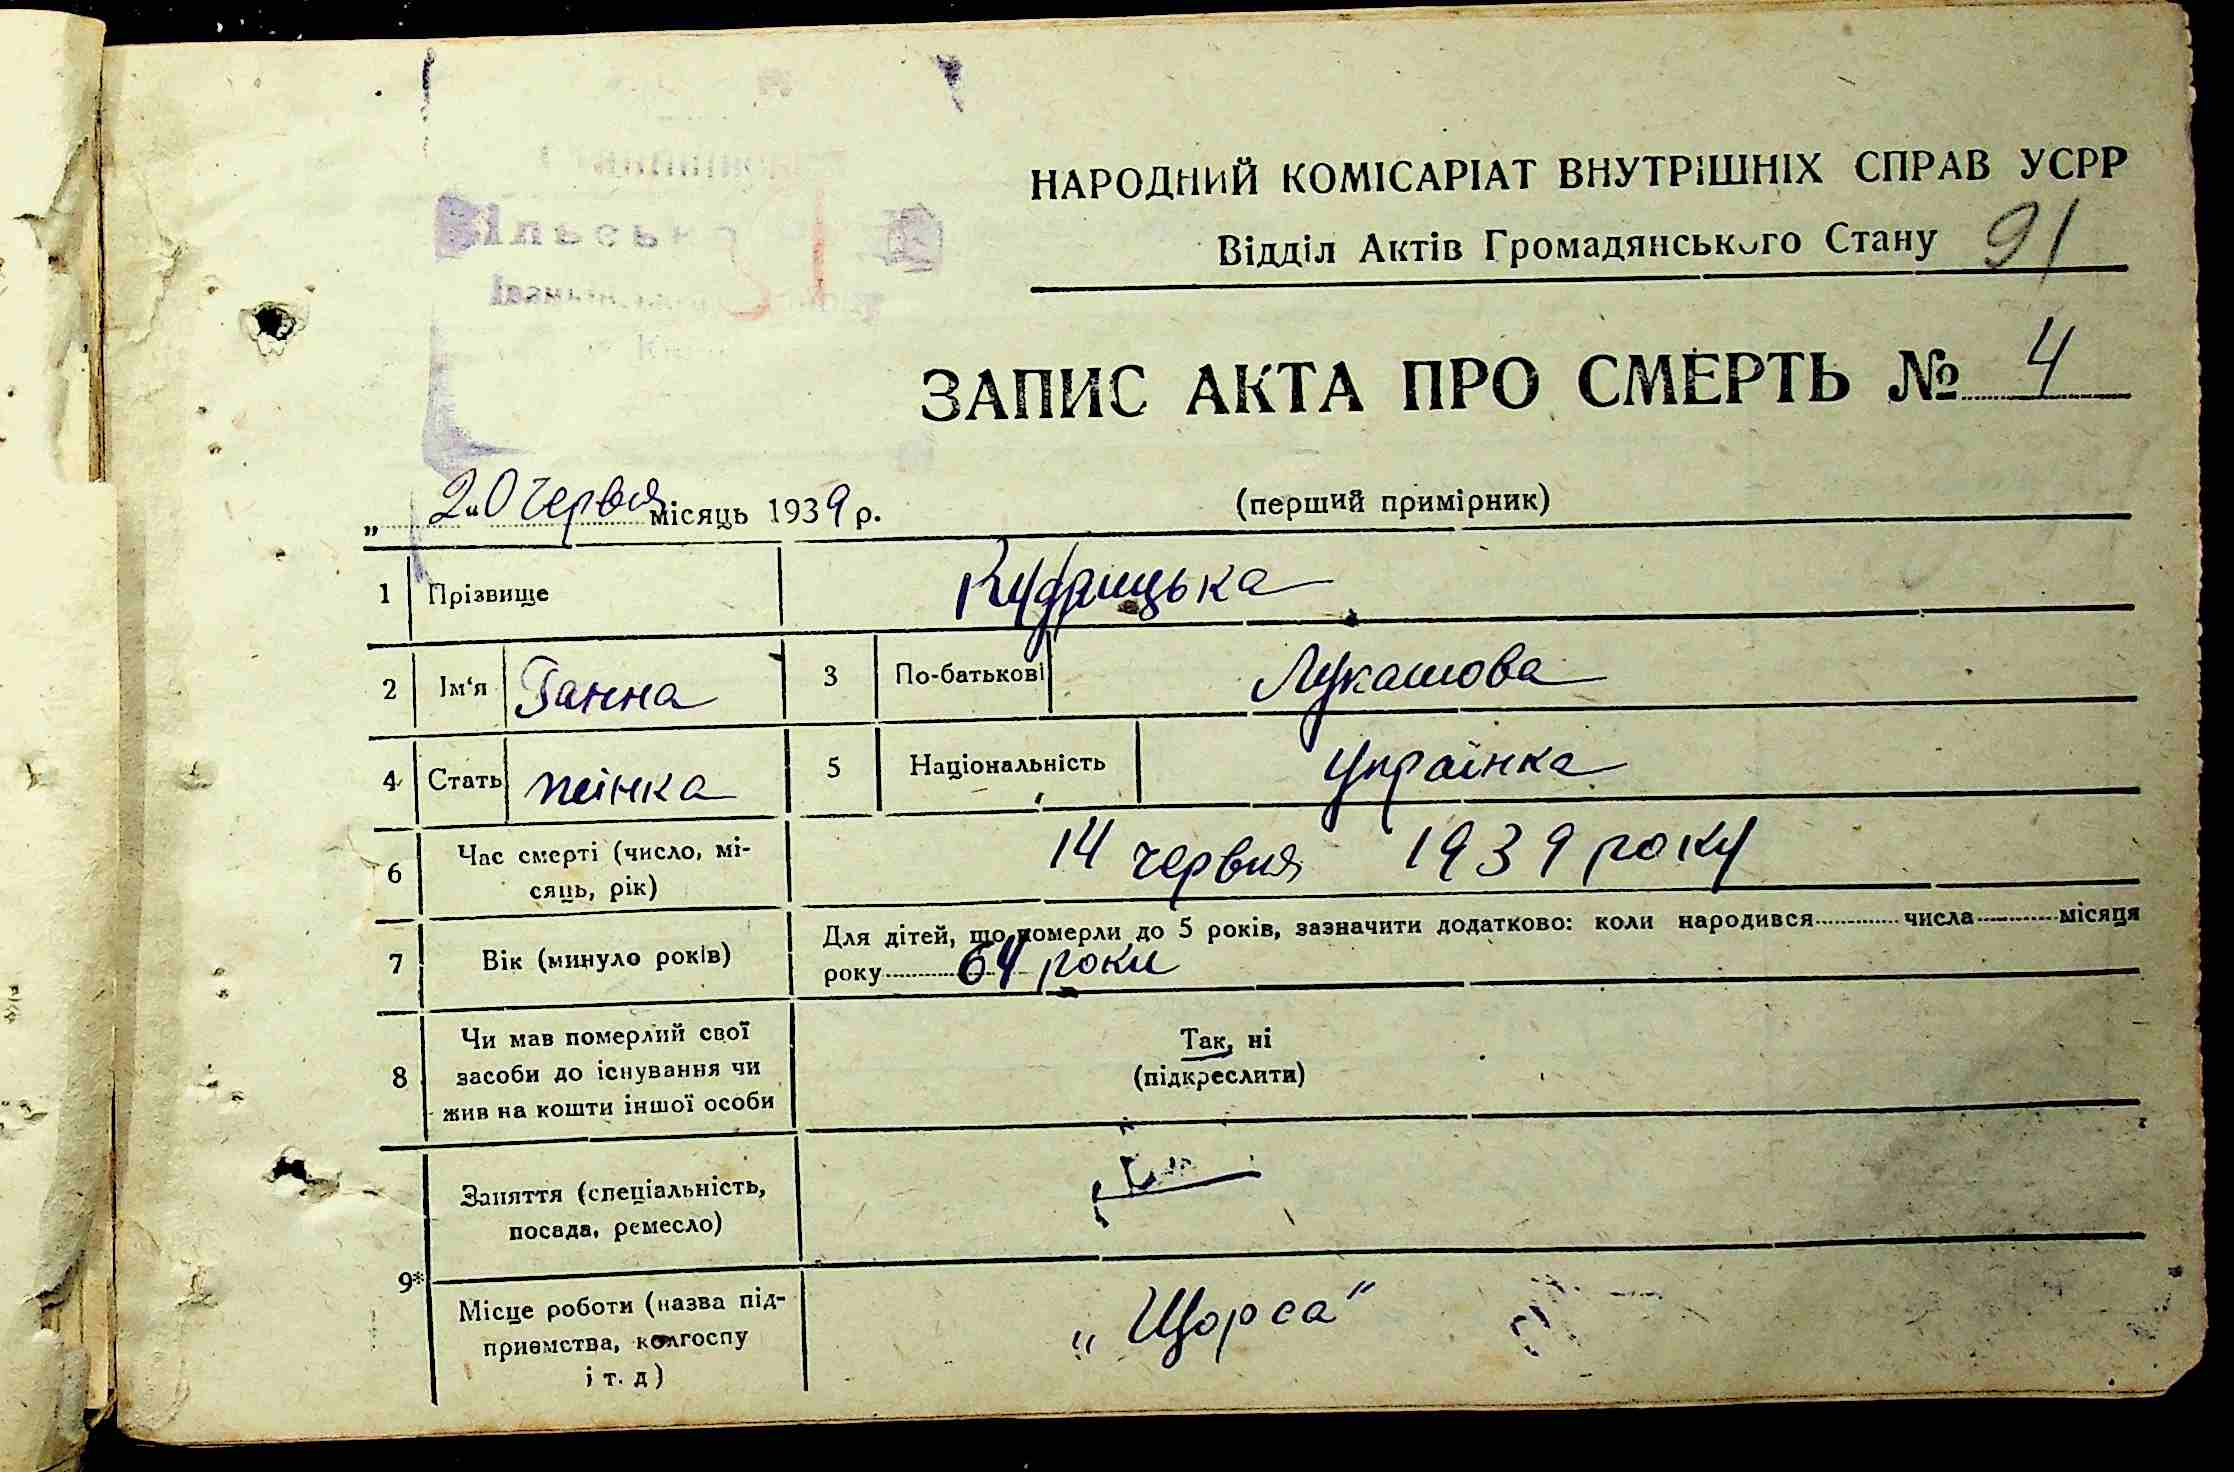 НАРОДНИЙ КОМІСАРІАТ ВНУТРІШНІХ СПРАВ УСРР
Відділ Актів Громадянського Стану 91
ЗАПИС АКТА ПРО СМЕРТЬ № 4
„ 20 " червня місяць 1939 р. (перший примірник)
1 Прізвище Кудрицька
2 Ім'я Ганна 3 По-батькові Лукашова
4 Стать жінка 5 Національність українка
6 Час смерті (число, мі-
сяць, рік) 14 червня 1939 року
7 Вік (минуло років) Для дітей, що померли до 5 років, зазначити додатково: коли народився числа місяця
року 64 роки
8 Чи мав померлий свої
засоби до існування чи
жив на кошти іншої особи
Так, ні
(підкреслити)
9* Заняття (спеціальність,
посада, ремесло)
Місце роботи (назва під-
приємства, колгоспу
і т. д)
„Щорса"